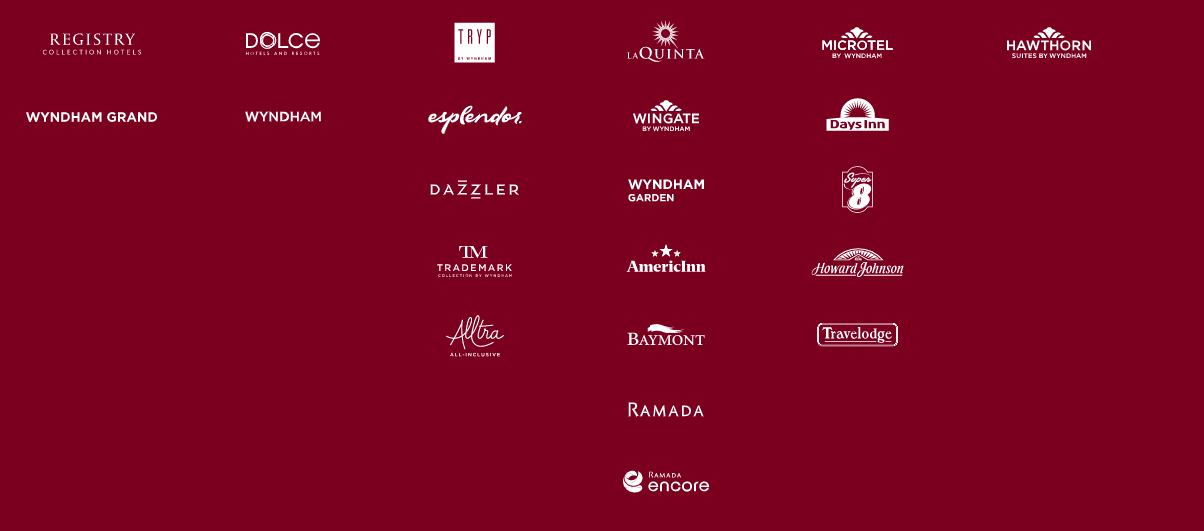 REGISTRY
COLLECTION HOTELS
DOLCE
HOTELS AND RESORTS
TRYP
BY WYNDHAM
LAQUINTA
MICROTEL
BY WYNDHAM
HAWTHORN
SUITES BY WYNDHAM
WYNDHAM GRAND
WYNDHAM
esplendor.
WINGATE
BY WYNDHAM
Days Inn
DAZZLER
WYNDHAM
GARDEN
Super
8
TM
TRADEMARK
COLLECTION BY WYNDHAM
AmericInn
Howard Johnson
Alltra
ALL-INCLUSIVE
BAYMONT
Travelodge
RAMADA
RAMADA
encore